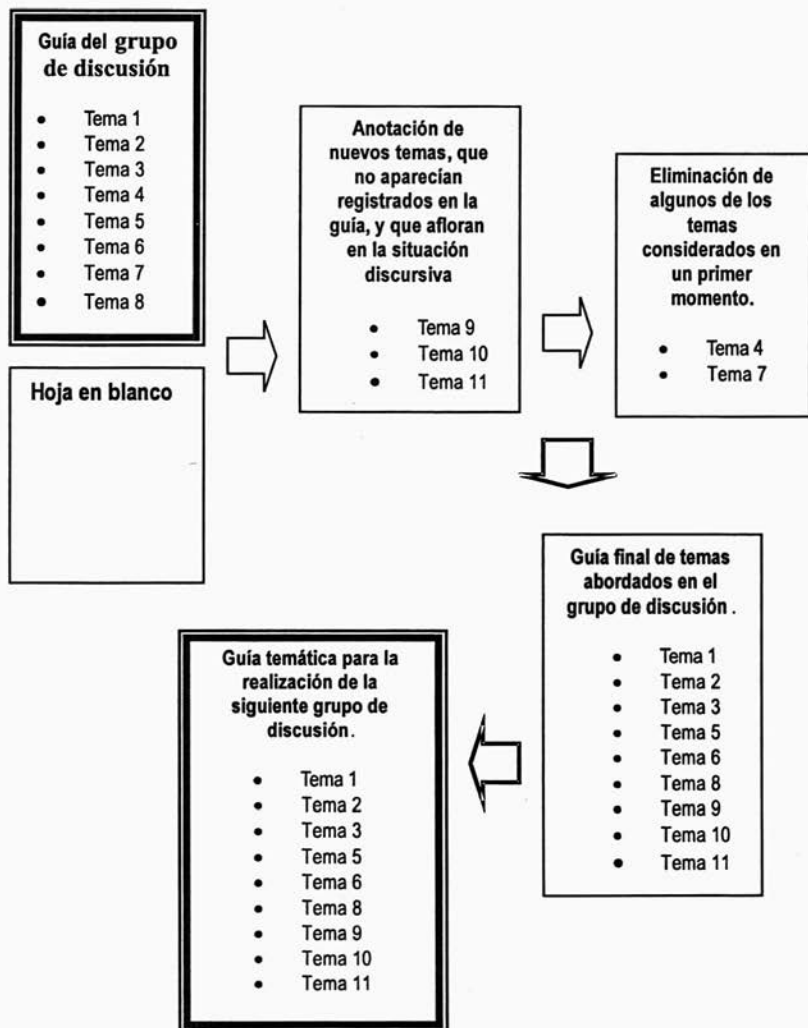 Guía del grupo
de discusión
• Tema 1
• Tema 2
• Tema 3
• Tema 4
• Tema 5
• Tema 6
• Tema 7
• Tema 8
Hoja en blanco
Anotación de
nuevos temas, que
no aparecían
registrados en la
guía, y que afloran
en la situación
discursiva
• Tema 9
• Tema 10
• Tema 11
Eliminación de
algunos de los
temas
considerados en
un primer
momento.
• Tema 4
• Tema 7
Guía final de temas
abordados en el
grupo de discusión .
• Tema 1
• Tema 2
• Tema 3
• Tema 5
• Tema 6
• Tema 8
• Tema 9
• Tema 10
• Tema 11
Guía temática para la
realización de la
siguiente grupo de
discusión .
• Tema 1
• Tema 2
• Tema 3
• Tema 5
• Tema 6
• Tema 8
• Tema 9
• Tema 10
• Tema 11